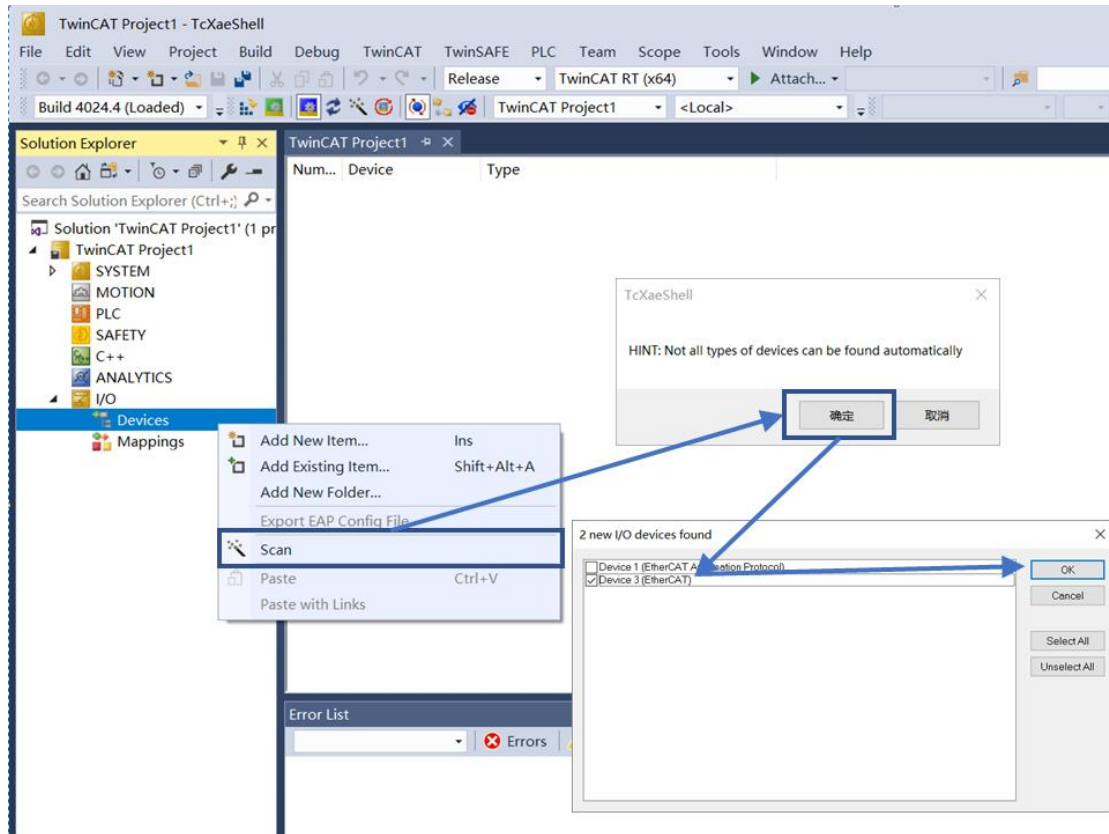 TwinCAT Project1 - TcXaeShell
File Edit View Project Build Debug TwinCAT TwinSAFE PLC Team Scope Tools Window Help
Release TwinCAT RT (x64) Attach...
Build 4024.4 (Loaded) TwinCAT Project1 <Local>
Solution Explorer
Search Solution Explorer (Ctrl+;)
Solution 'TwinCAT Project1' (1 pr
TwinCAT Project1
SYSTEM
MOTION
PLC
SAFETY
C++
ANALYTICS
I/O
Devices
Mappings
TwinCAT Project1
Num... Device Type
Add New Item... Ins
Add Existing Item... Shift+Alt+A
Add New Folder...
Export EAP Config File
Scan
Paste Ctrl+V
Paste with Links
TcXaeShell
HINT: Not all types of devices can be found automatically
确定 取消
2 new I/O devices found
Device 1 (EtherCAT Automation Protocol)
Device 3 (EtherCAT)
OK
Cancel
Select All
Unselect All
Error List
Errors